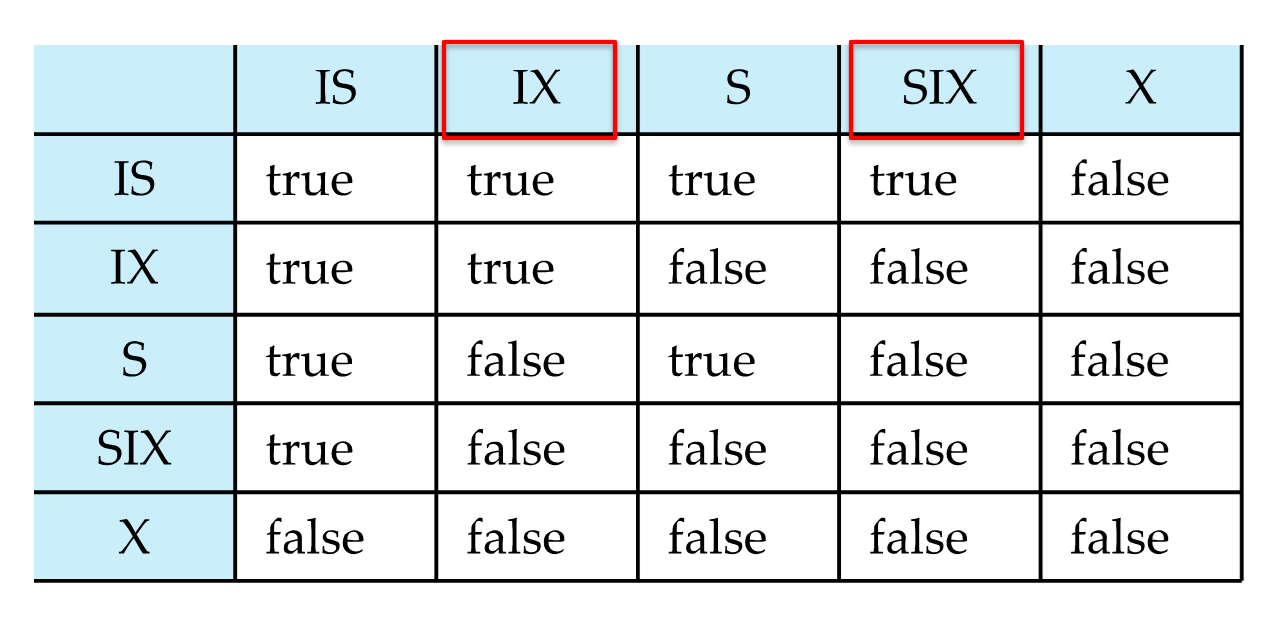 IS IX S SIX X
IS true true true true false
IX true true false false false
S true false true false false
SIX true false false false false
X false false false false false